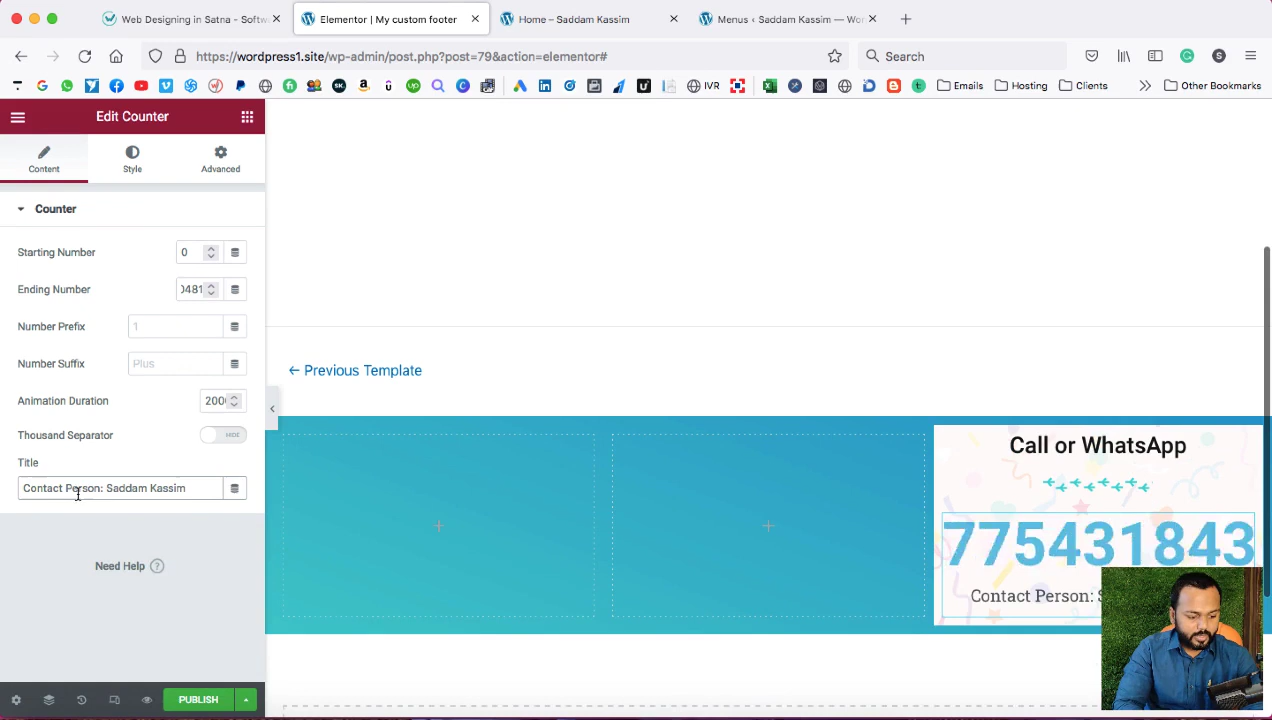 Web Designing in Satna - Softw
Elementor | My custom footer
Home – Saddam Kassim
Menus ‹ Saddam Kassim — Wor
https://wordpress1.site/wp-admin/post.php?post=79&action=elementor#
Search
IVR
Emails
Hosting
Clients
Other Bookmarks
Edit Counter
Content
Style
Advanced
Counter
Starting Number
0
Ending Number
0481
Number Prefix
1
Number Suffix
Plus
Animation Duration
200
Thousand Separator
HIDE
Title
Contact Person: Saddam Kassim
Need Help
PUBLISH
← Previous Template
Call or WhatsApp
775431843
Contact Person: S